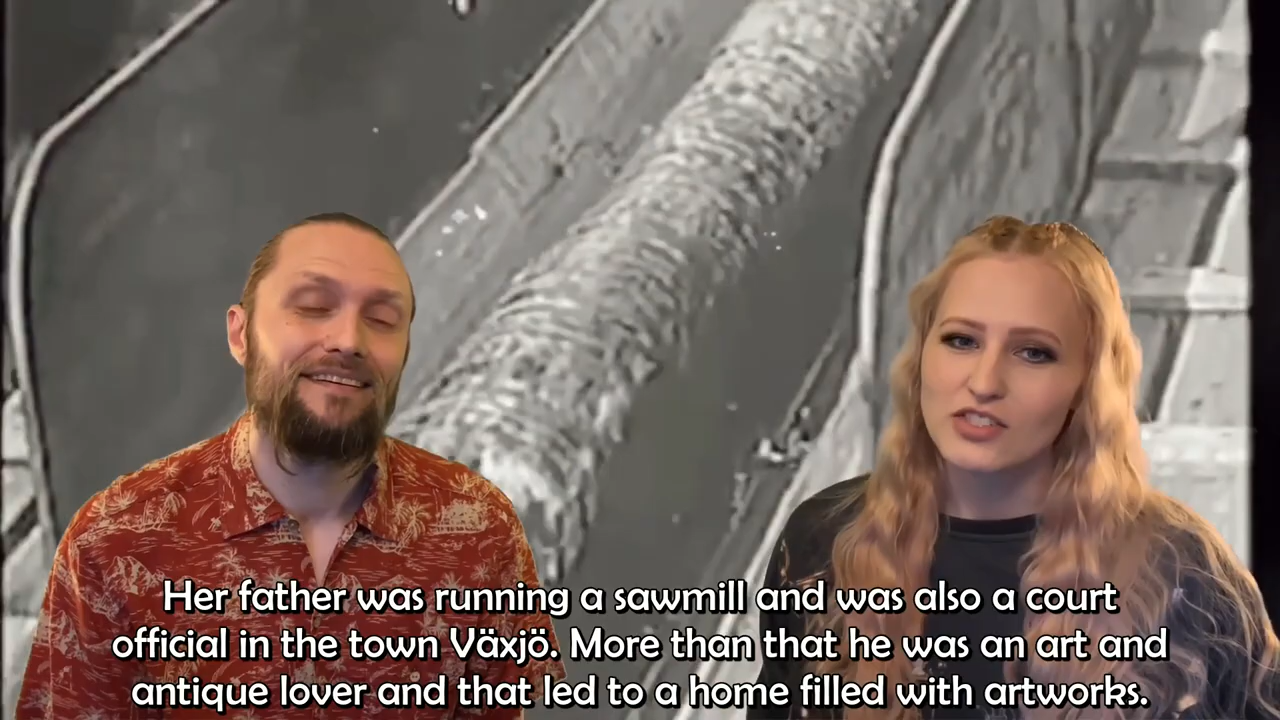 Her father was running a sawmill and was also a court
official in the town Växjö. More than that he was an art and
antique lover and that led to a home filled with artworks.